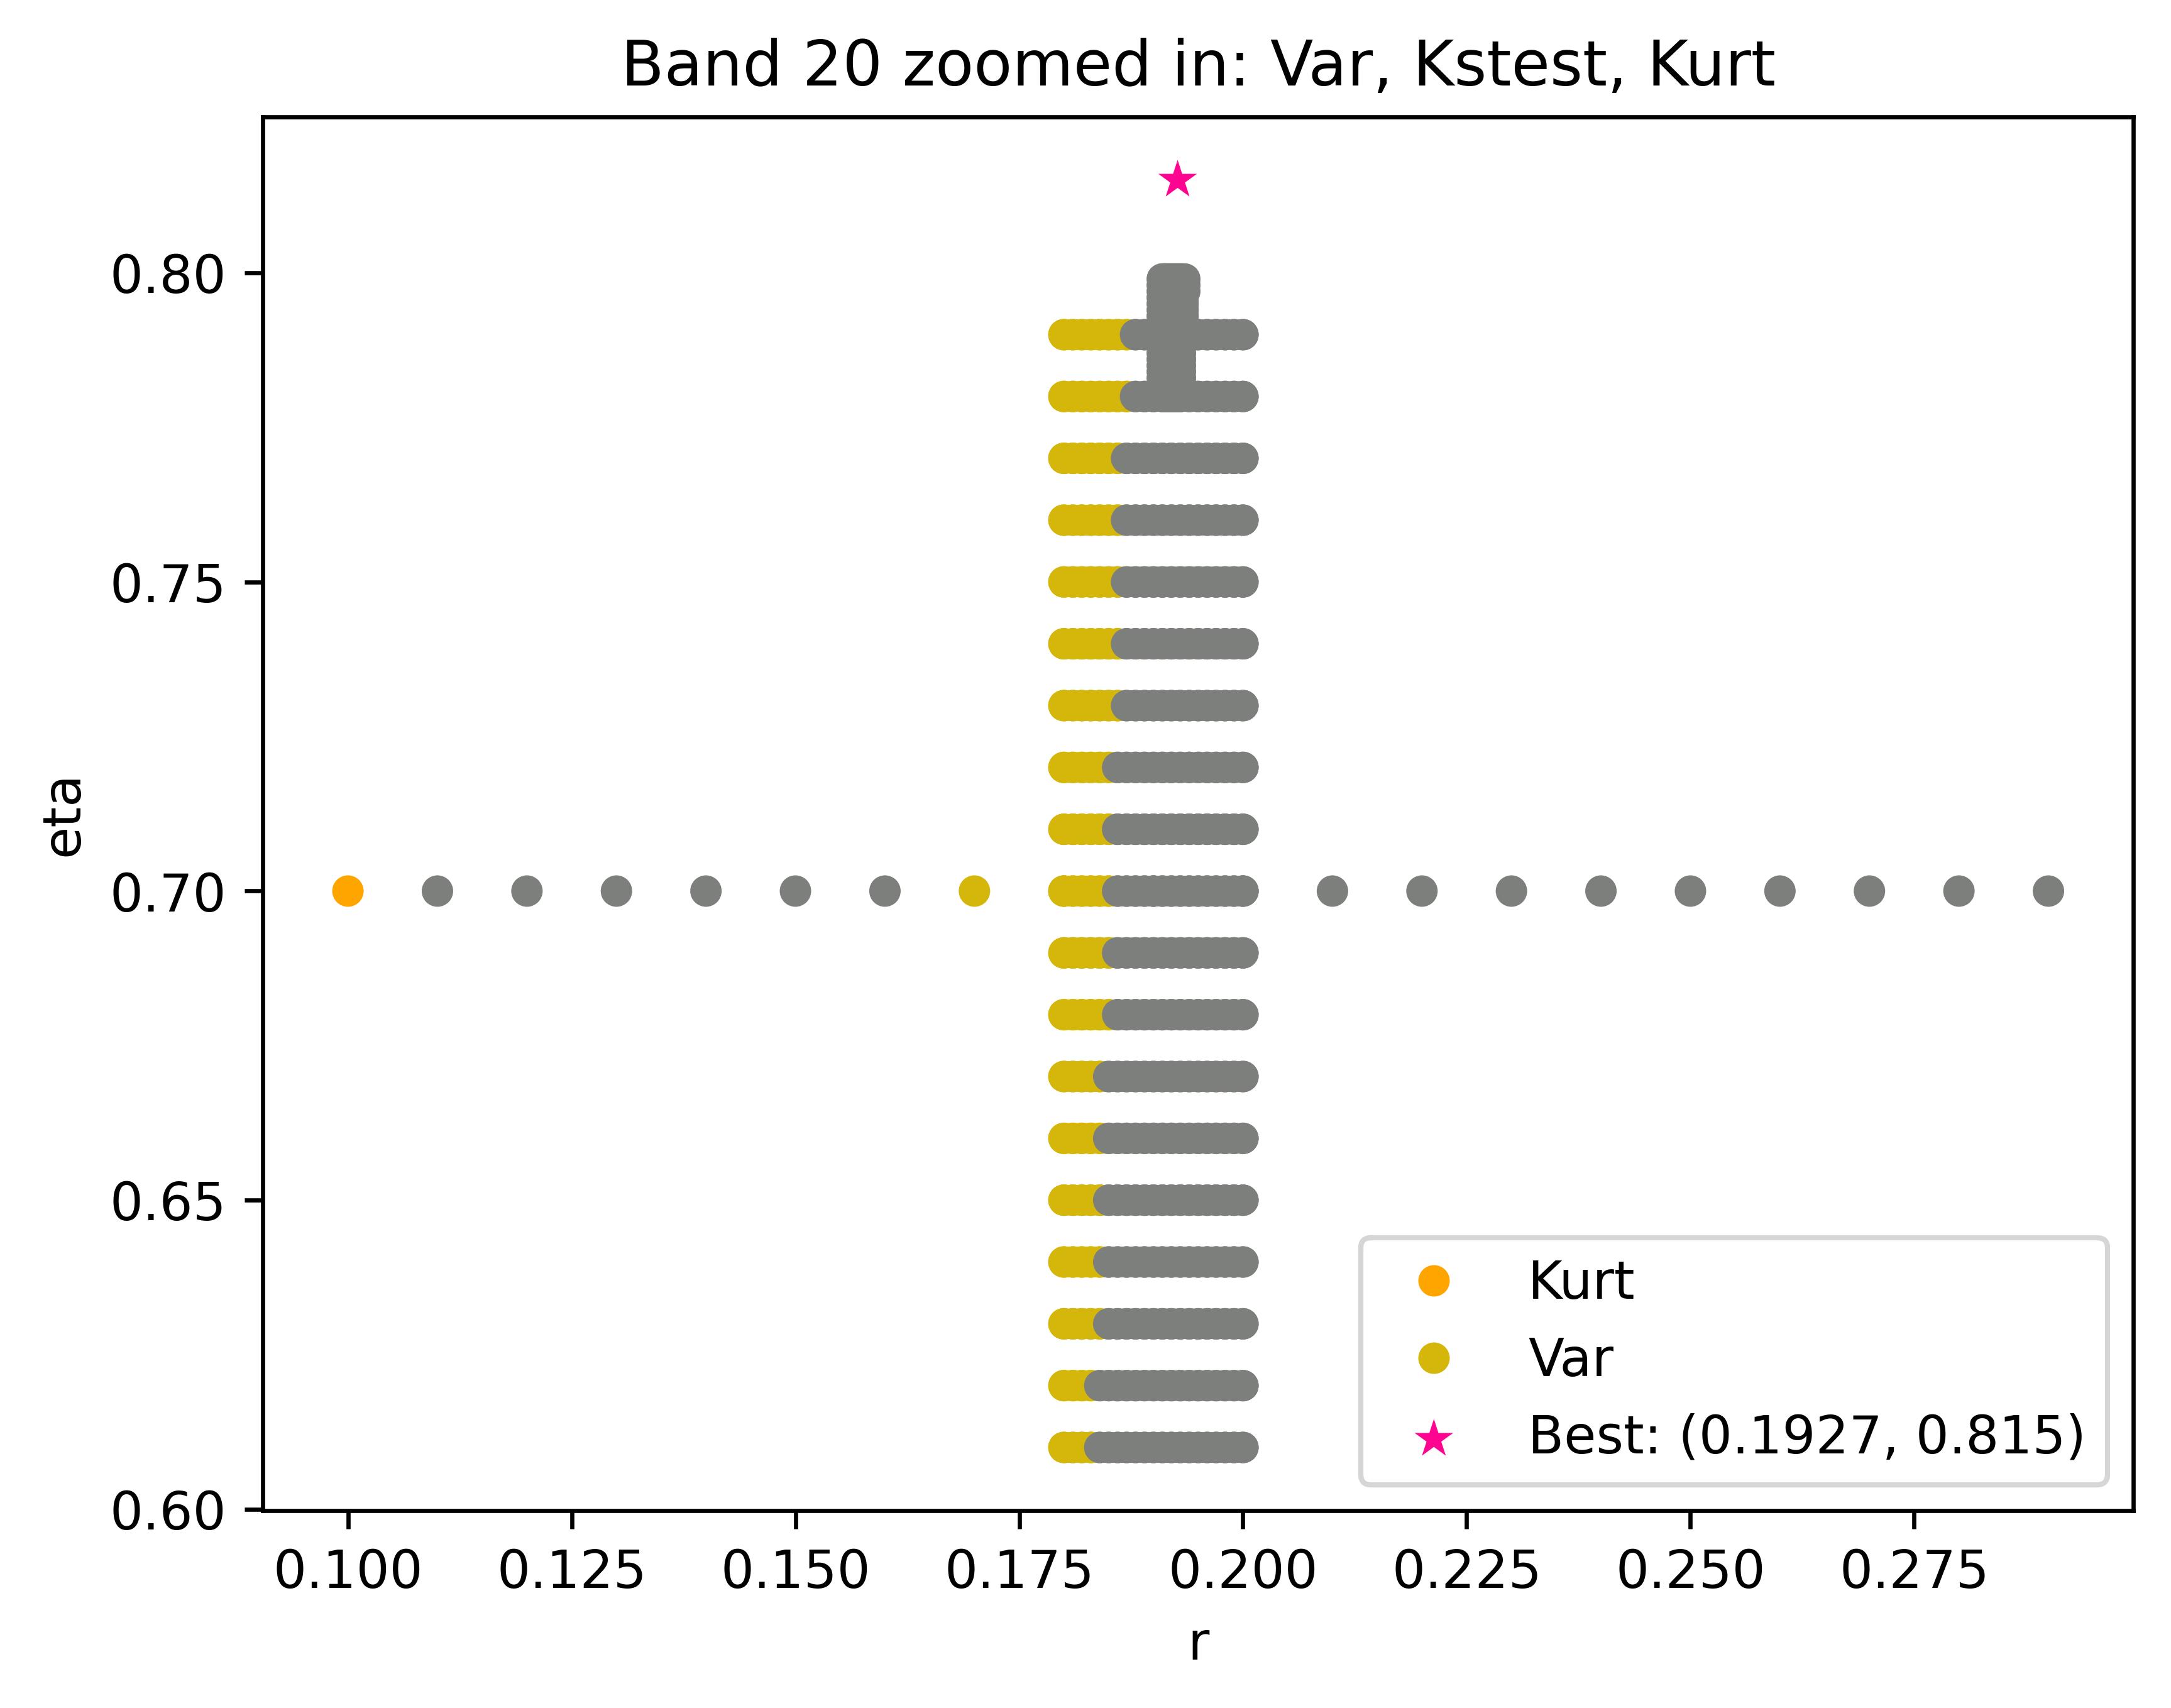 Band 20 zoomed in: Var, Kstest, Kurt
0.80
0.75
0.70
0.65
0.60
eta
0.100 0.125 0.150 0.175 0.200 0.225 0.250 0.275
r
Kurt
Var
Best: (0.1927, 0.815)